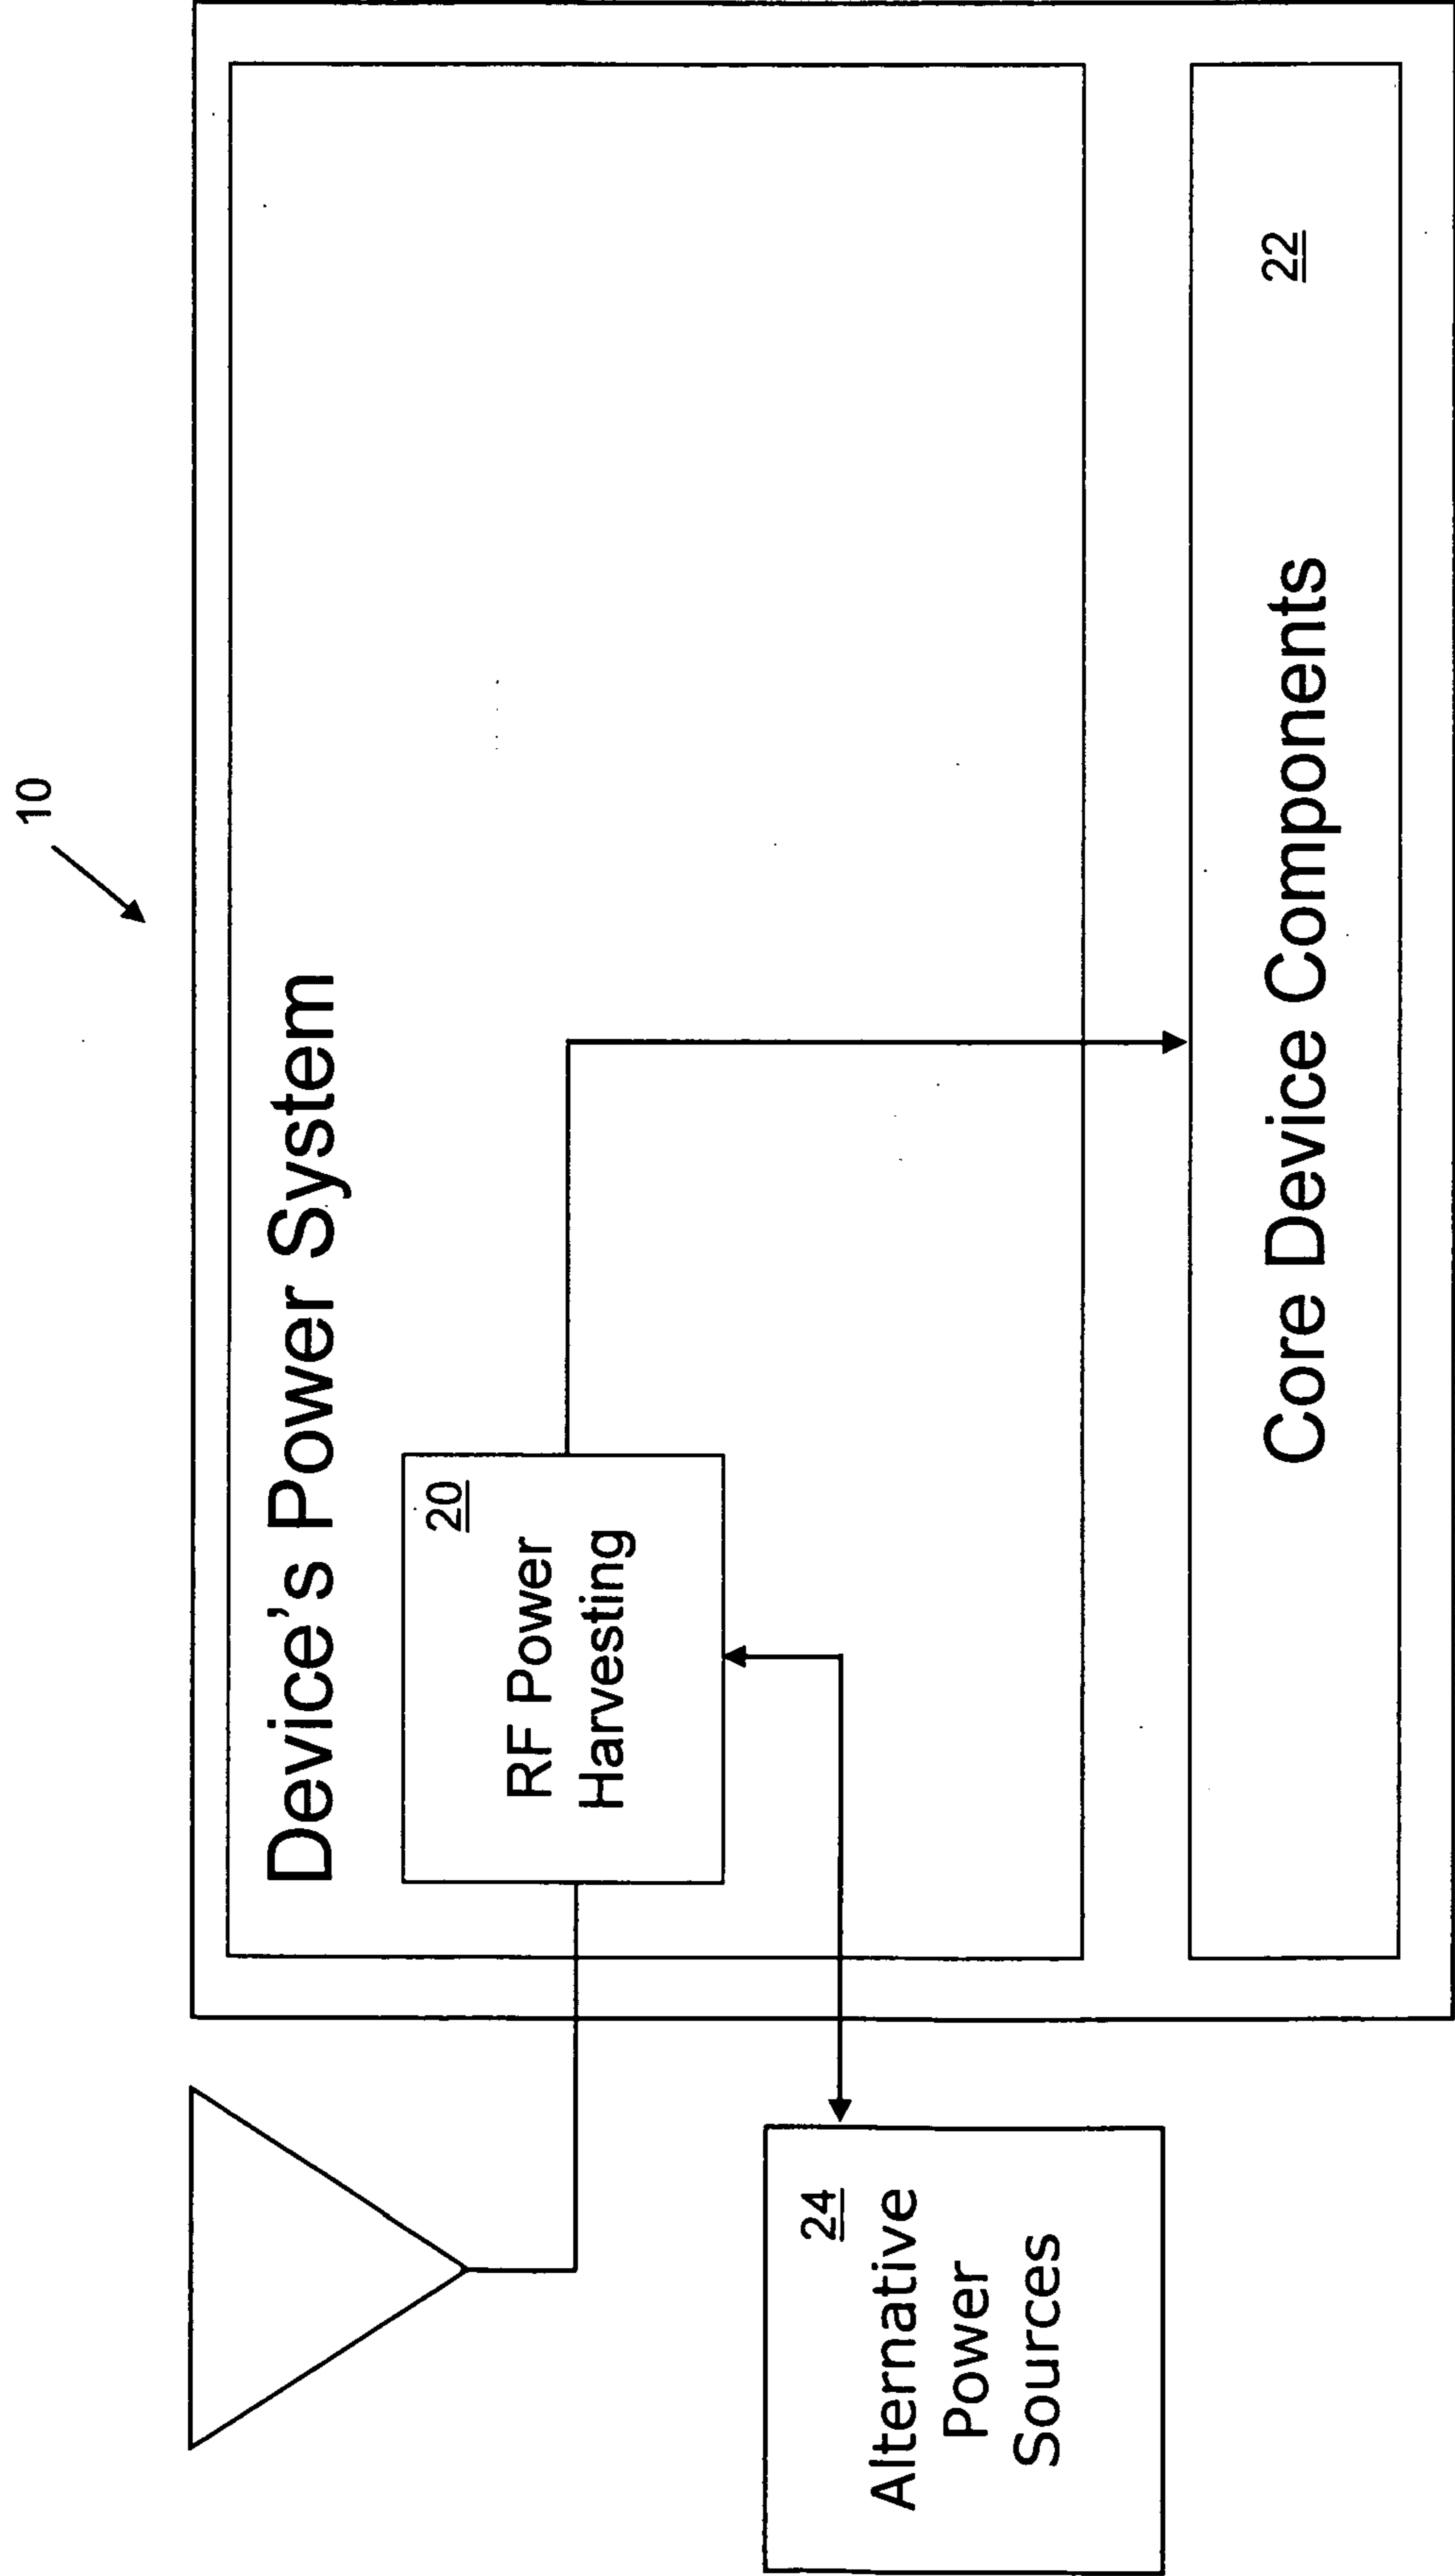 10
Device's Power System
20
RF Power
Harvesting
24
Alternative
Power
Sources
Core Device Components
22